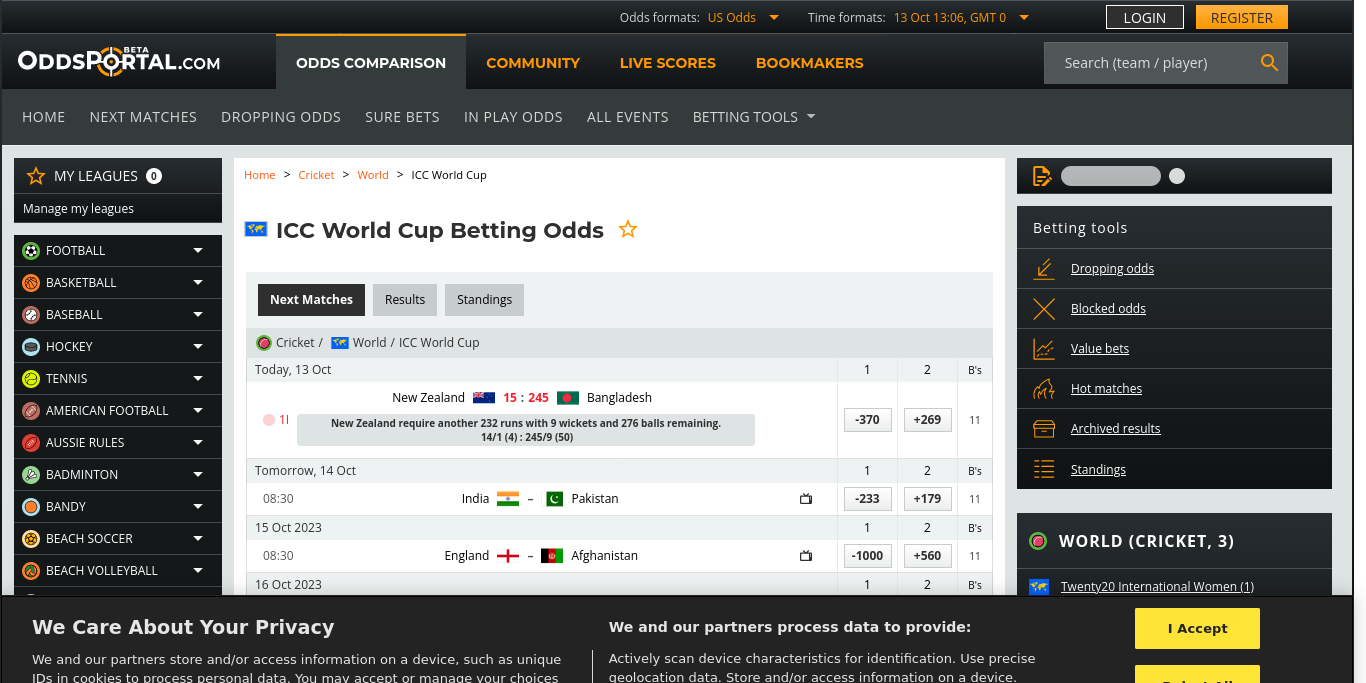 Odds formats: US Odds Time formats: 13 Oct 13:06, GMT 0 LOGIN REGISTER
ODDSPORTAL.COM BETA ODDS COMPARISON COMMUNITY LIVE SCORES BOOKMAKERS Search (team / player)
HOME NEXT MATCHES DROPPING ODDS SURE BETS IN PLAY ODDS ALL EVENTS BETTING TOOLS
MY LEAGUES 0
Manage my leagues
FOOTBALL
BASKETBALL
BASEBALL
HOCKEY
TENNIS
AMERICAN FOOTBALL
AUSSIE RULES
BADMINTON
BANDY
BEACH SOCCER
BEACH VOLLEYBALL
Home > Cricket > World > ICC World Cup
ICC World Cup Betting Odds
Next Matches Results Standings
Cricket / World / ICC World Cup
Today, 13 Oct 1 2 B's
New Zealand 15 : 245 Bangladesh
1I New Zealand require another 232 runs with 9 wickets and 276 balls remaining. -370 +269 11
14/1 (4) : 245/9 (50)
Tomorrow, 14 Oct 1 2 B's
08:30 India – Pakistan -233 +179 11
15 Oct 2023 1 2 B's
08:30 England – Afghanistan -1000 +560 11
16 Oct 2023 1 2 B's
Betting tools
Dropping odds
Blocked odds
Value bets
Hot matches
Archived results
Standings
WORLD (CRICKET, 3)
Twenty20 International Women (1)
We Care About Your Privacy
We and our partners store and/or access information on a device, such as unique
IDs in cookies to process personal data. You may accept or manage your choices
We and our partners process data to provide:
Actively scan device characteristics for identification. Use precise
geolocation data. Store and/or access information on a device.
I Accept
Reject All